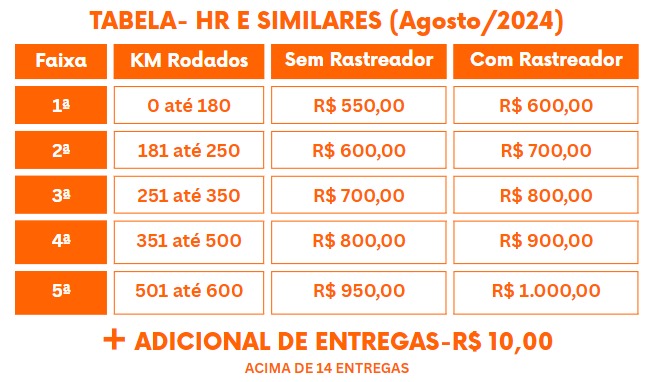 TABELA- HR E SIMILARES (Agosto/2024)
Faixa KM Rodados Sem Rastreador Com Rastreador
1ª 0 até 180 R$ 550,00 R$ 600,00
2ª 181 até 250 R$ 600,00 R$ 700,00
3ª 251 até 350 R$ 700,00 R$ 800,00
4ª 351 até 500 R$ 800,00 R$ 900,00
5ª 501 até 600 R$ 950,00 R$ 1.000,00
+ ADICIONAL DE ENTREGAS-R$ 10,00
ACIMA DE 14 ENTREGAS